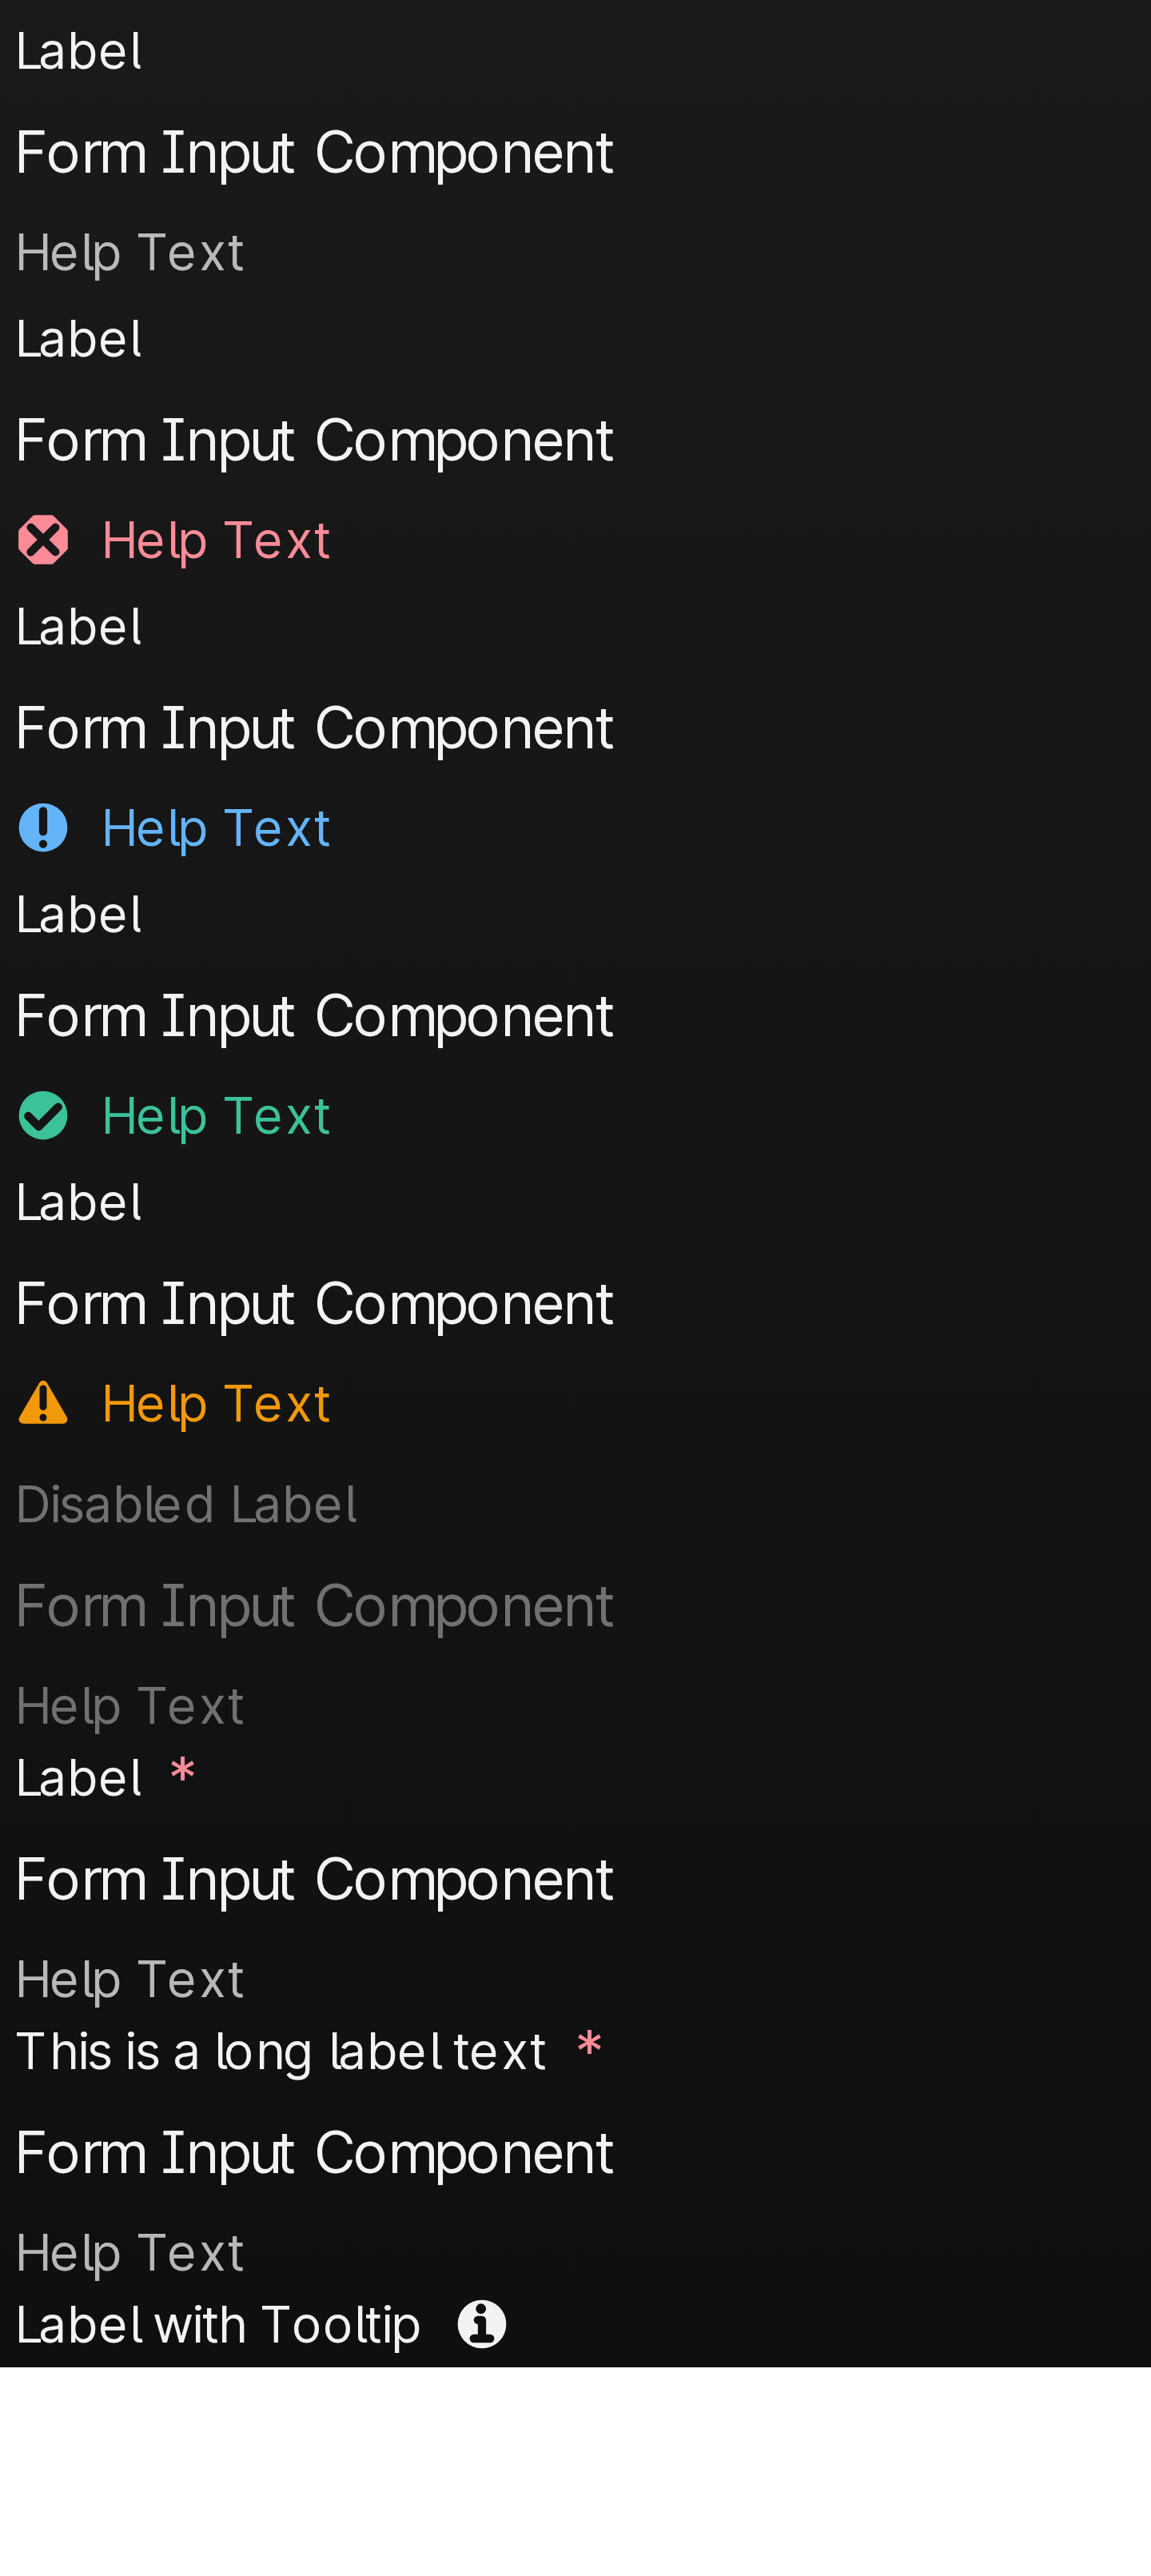 Label
Form Input Component
Help Text
Label
Form Input Component
Help Text
Label
Form Input Component
Help Text
Label
Form Input Component
Help Text
Label
Form Input Component
Help Text
Disabled Label
Form Input Component
Help Text
Label *
Form Input Component
Help Text
This is a long label text *
Form Input Component
Help Text
Label with Tooltip